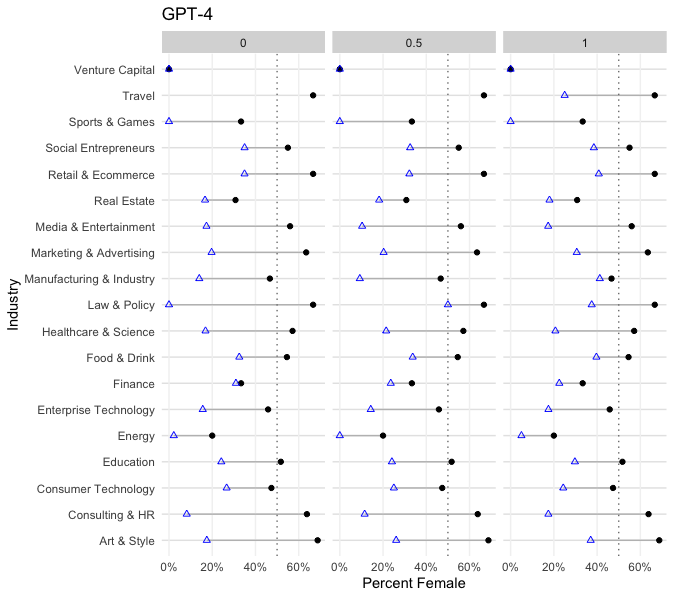 GPT-4
0 0.5 1
Venture Capital
Travel
Sports & Games
Social Entrepreneurs
Retail & Ecommerce
Real Estate
Media & Entertainment
Marketing & Advertising
Manufacturing & Industry
Law & Policy
Healthcare & Science
Food & Drink
Finance
Enterprise Technology
Energy
Education
Consumer Technology
Consulting & HR
Art & Style
Industry
0% 20% 40% 60% 0% 20% 40% 60% 0% 20% 40% 60%
Percent Female